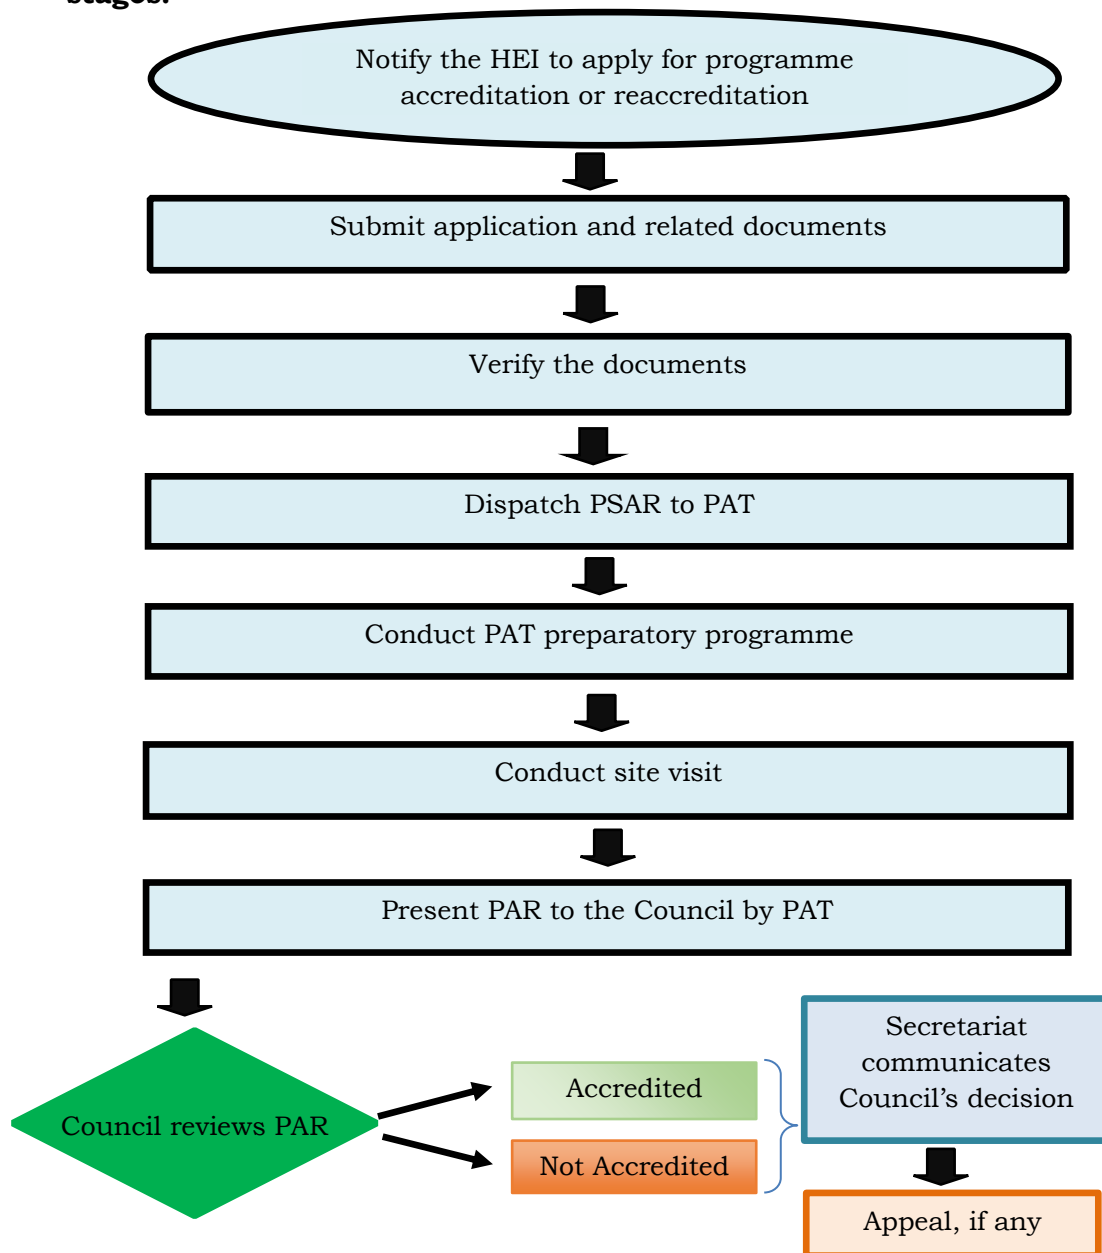 stages.
Notify the HEI to apply for programme
accreditation or reaccreditation
Submit application and related documents
Verify the documents
Dispatch PSAR to PAT
Conduct PAT preparatory programme
Conduct site visit
Present PAR to the Council by PAT
Council reviews PAR
Accredited
Not Accredited
Secretariat
communicates
Council’s decision
Appeal, if any